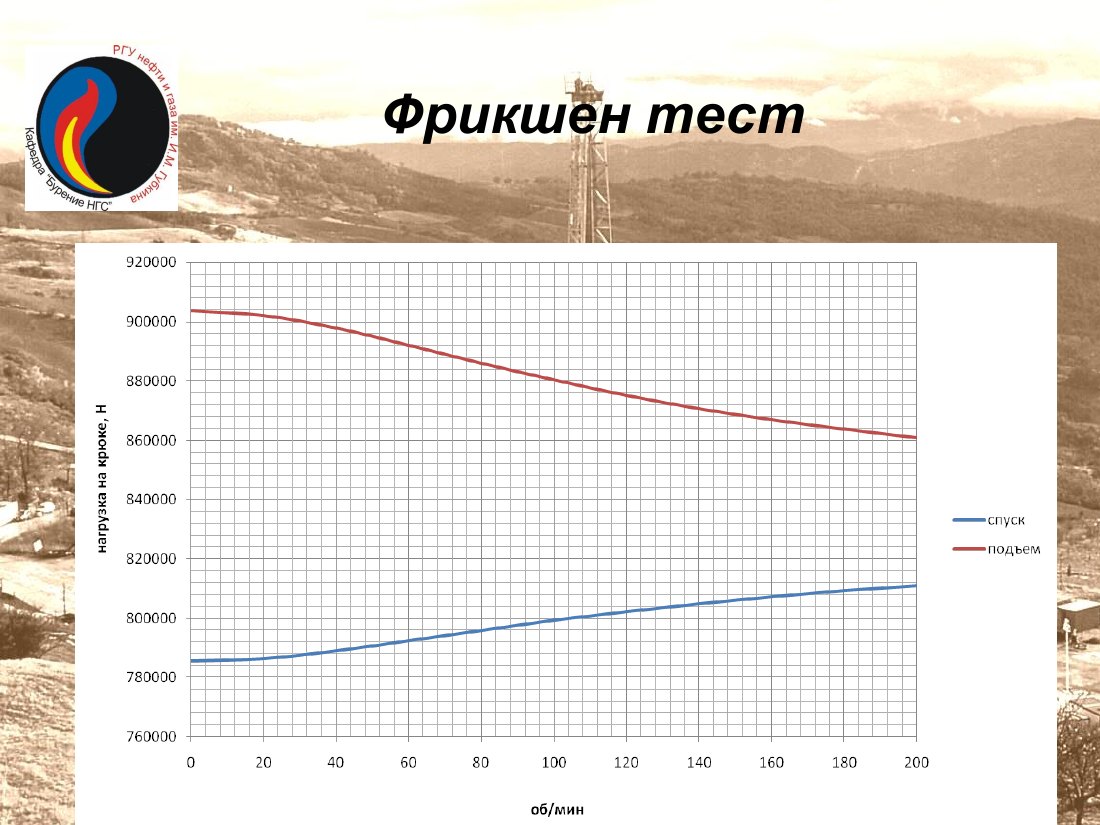 РГУ нефти и газа им. И.М. Губкина
Кафедра "Бурение НГС"
Фрикшен тест
920000
900000
880000
860000
840000
820000
800000
780000
760000
нагрузка на крюке, Н
0 20 40 60 80 100 120 140 160 180 200
об/мин
спуск
подъем